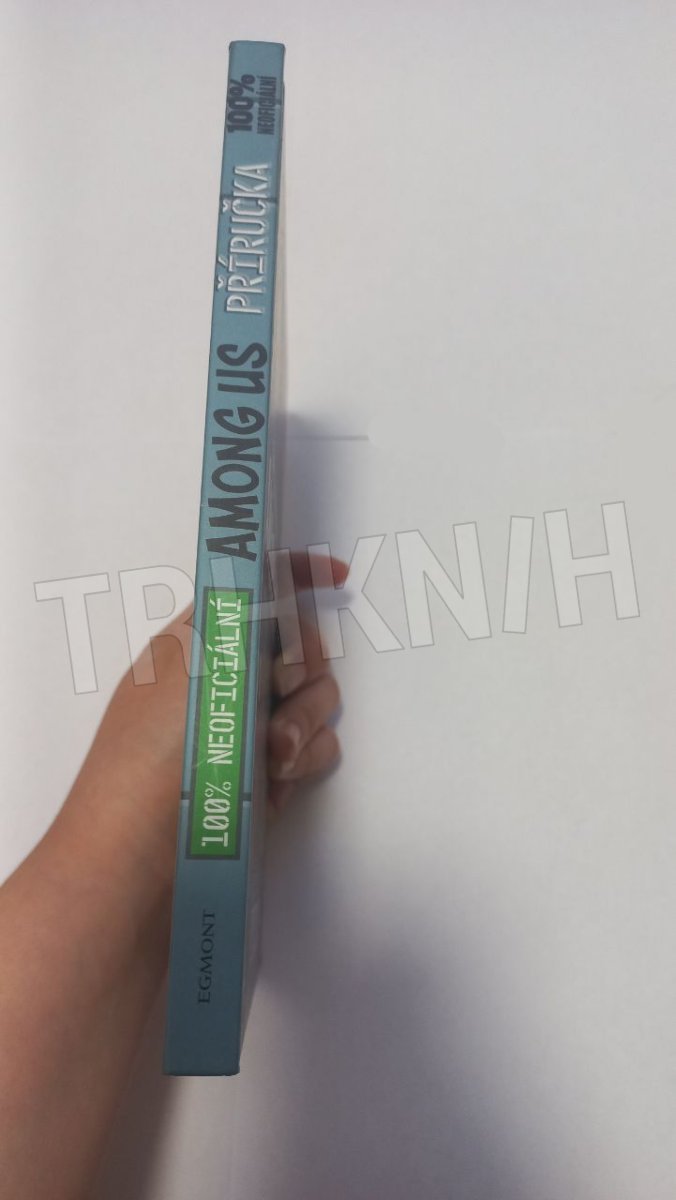 100%
NEOFICIÁLNÍ
PŘÍRUČKA
AMONG US
100% NEOFICIÁLNÍ
EGMONT
TRHKNIH